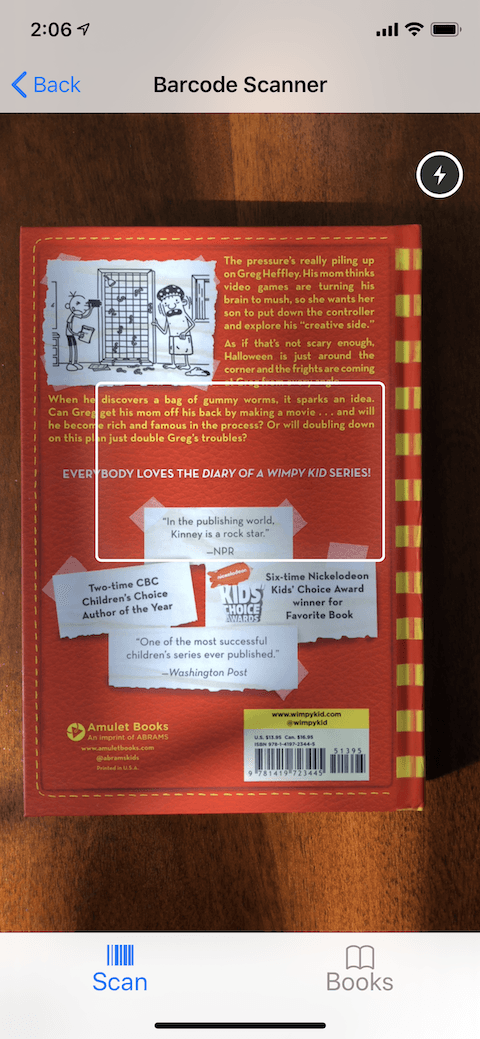 2:06
Back
Barcode Scanner
The pressure's really piling up
on Greg Heffley. His mom thinks
video games are turning his
brain to mush, so she wants her
son to put down the controller
and explore his "creative side."
As if that's not scary enough,
Halloween is just around the
corner and the frights are coming
at Greg from every angle.
When he discovers a bag of gummy worms, it sparks an idea.
Can Greg get his mom off his back by making a movie . . . and will
he become rich and famous in the process? Or will doubling down
on this plan just double Greg's troubles?
EVERYBODY LOVES THE DIARY OF A WIMPY KID SERIES!
"In the publishing world,
Kinney is a rock star."
—NPR
Two-time CBC
Children's Choice
Author of the Year
nickelodeon
KIDS'
CHOICE
AWARDS
Six-time Nickelodeon
Kids' Choice Award
winner for
Favorite Book
"One of the most successful
children's series ever published."
—Washington Post
Amulet Books
An imprint of ABRAMS
www.amuletbooks.com
@abramskids
Printed in U.S.A.
www.wimpykid.com
@wimpykid
U.S. $13.95 Can. $16.95
ISBN 978-1-4197-2344-5
51395
9 781419 723445
Scan
Books